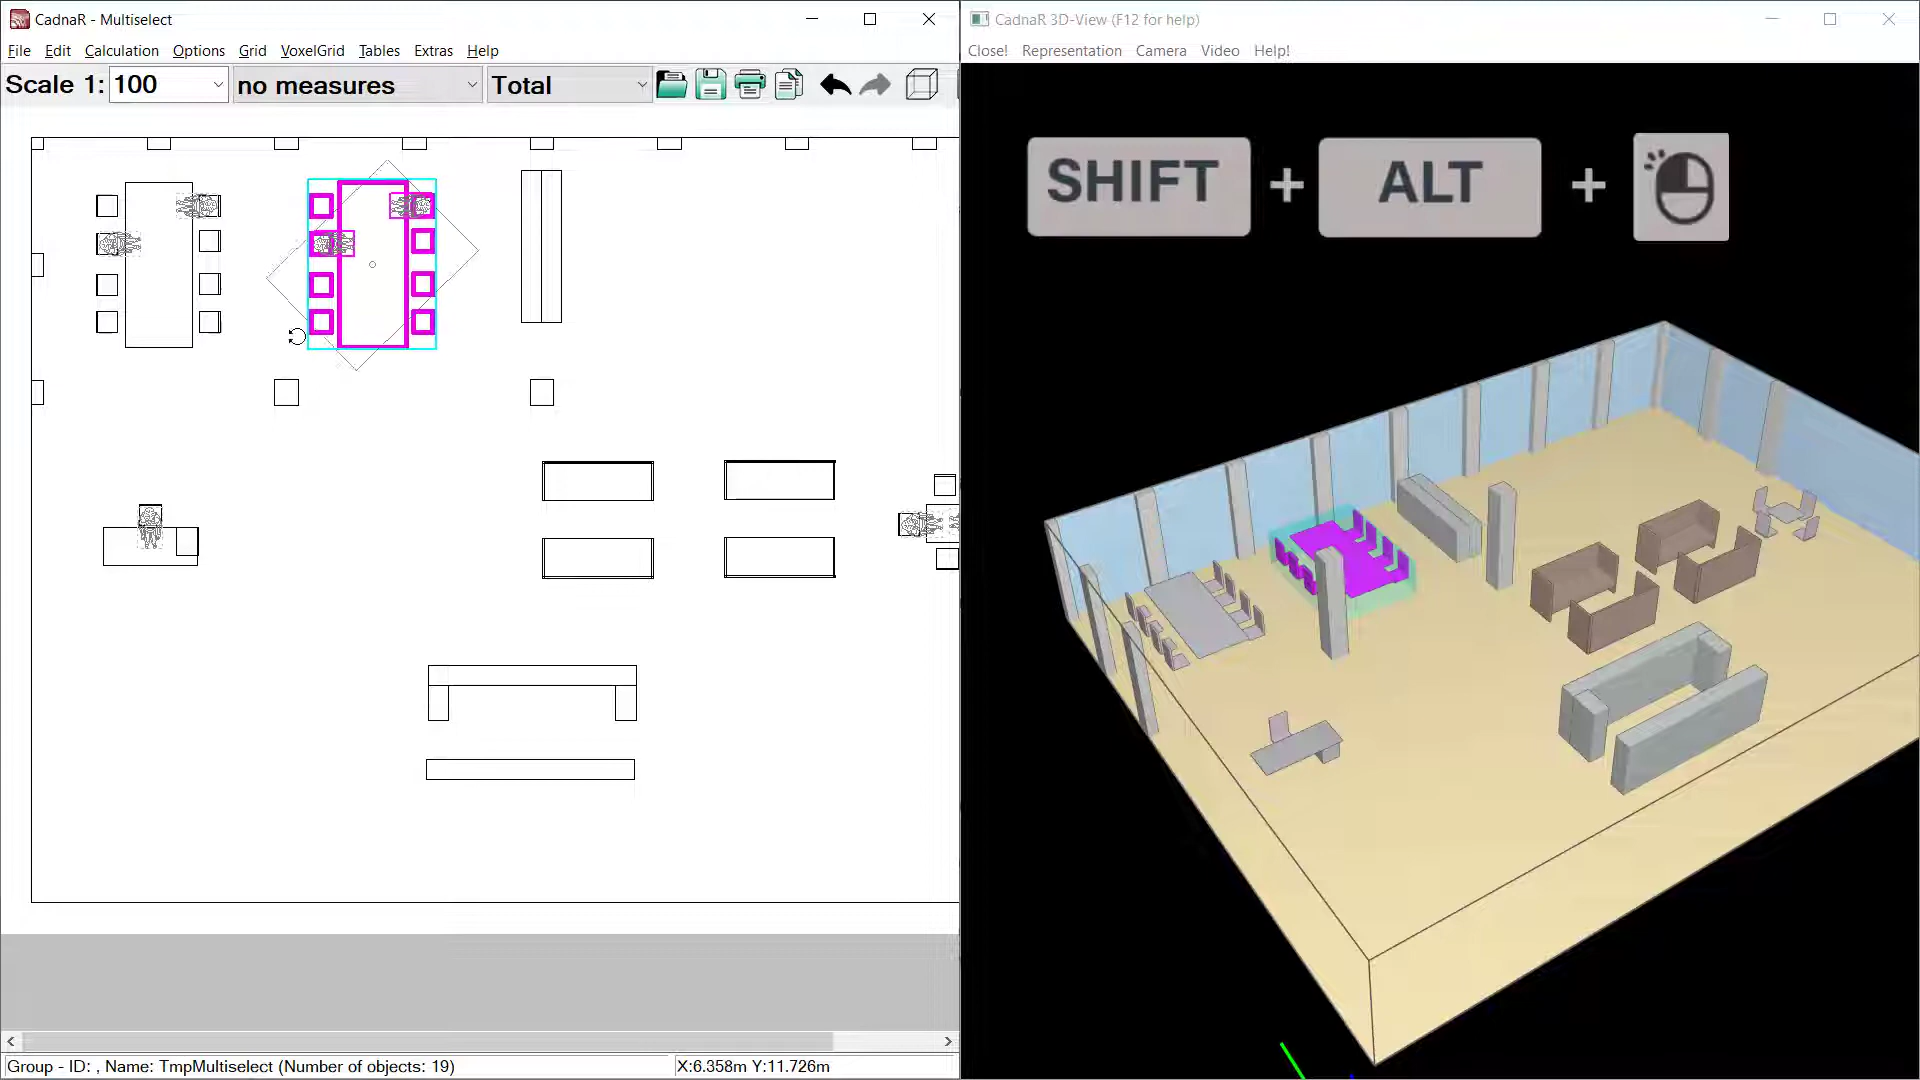 CadnaR - Multiselect
File Edit Calculation Options Grid VoxelGrid Tables Extras Help
Scale 1: 100 no measures Total
Group - ID: , Name: TmpMultiselect (Number of objects: 19) X:6.358m Y:11.726m
CadnaR 3D-View (F12 for help)
Close! Representation Camera Video Help!
SHIFT + ALT +